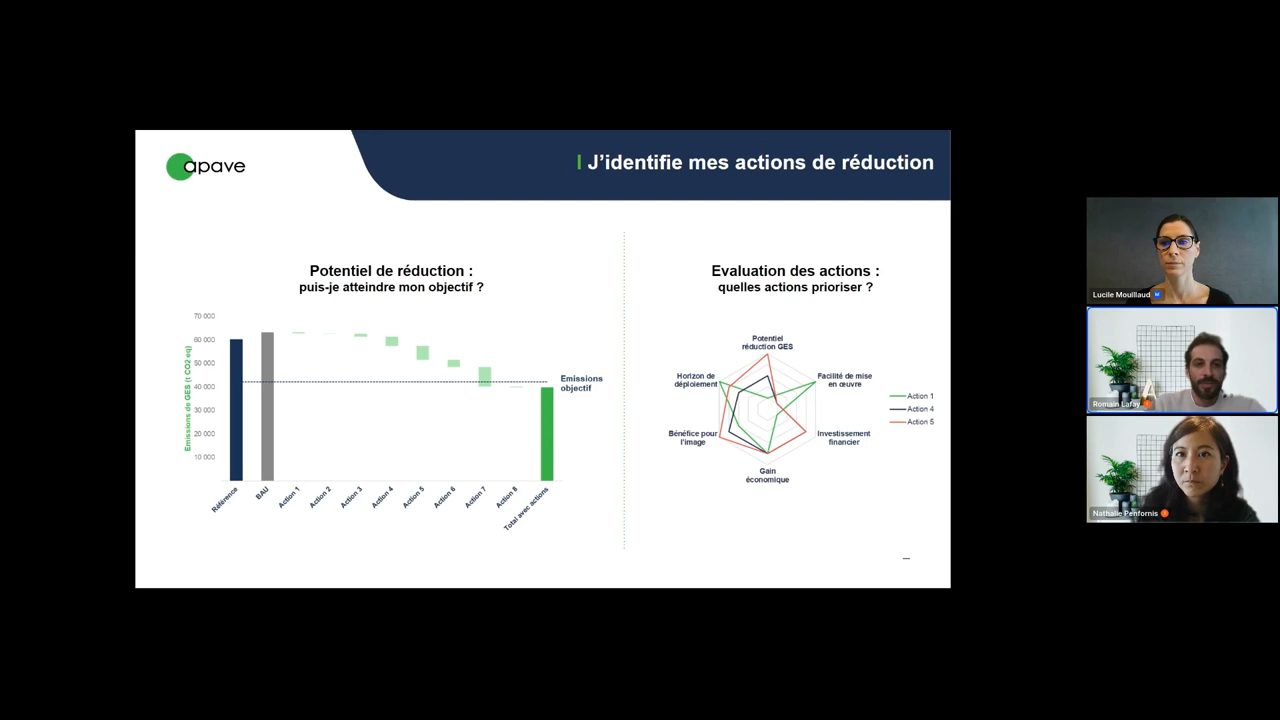 apave
| J’identifie mes actions de réduction
Potentiel de réduction :
puis-je atteindre mon objectif ?
Emissions de GES (t CO2 eq)
70 000
60 000
50 000
40 000
30 000
20 000
10 000
Emissions
objectif
Référence
BAU
Action 1
Action 2
Action 3
Action 4
Action 5
Action 6
Action 7
Action 8
Total avec actions
Evaluation des actions :
quelles actions prioriser ?
Potentiel
réduction GES
Facilité de mise
en œuvre
Investissement
financier
Gain
économique
Bénéfice pour
l'image
Horizon de
déploiement
Action 1
Action 4
Action 5
Lucile Mouillaud
Romain Lafay
Nathalie Penfornis